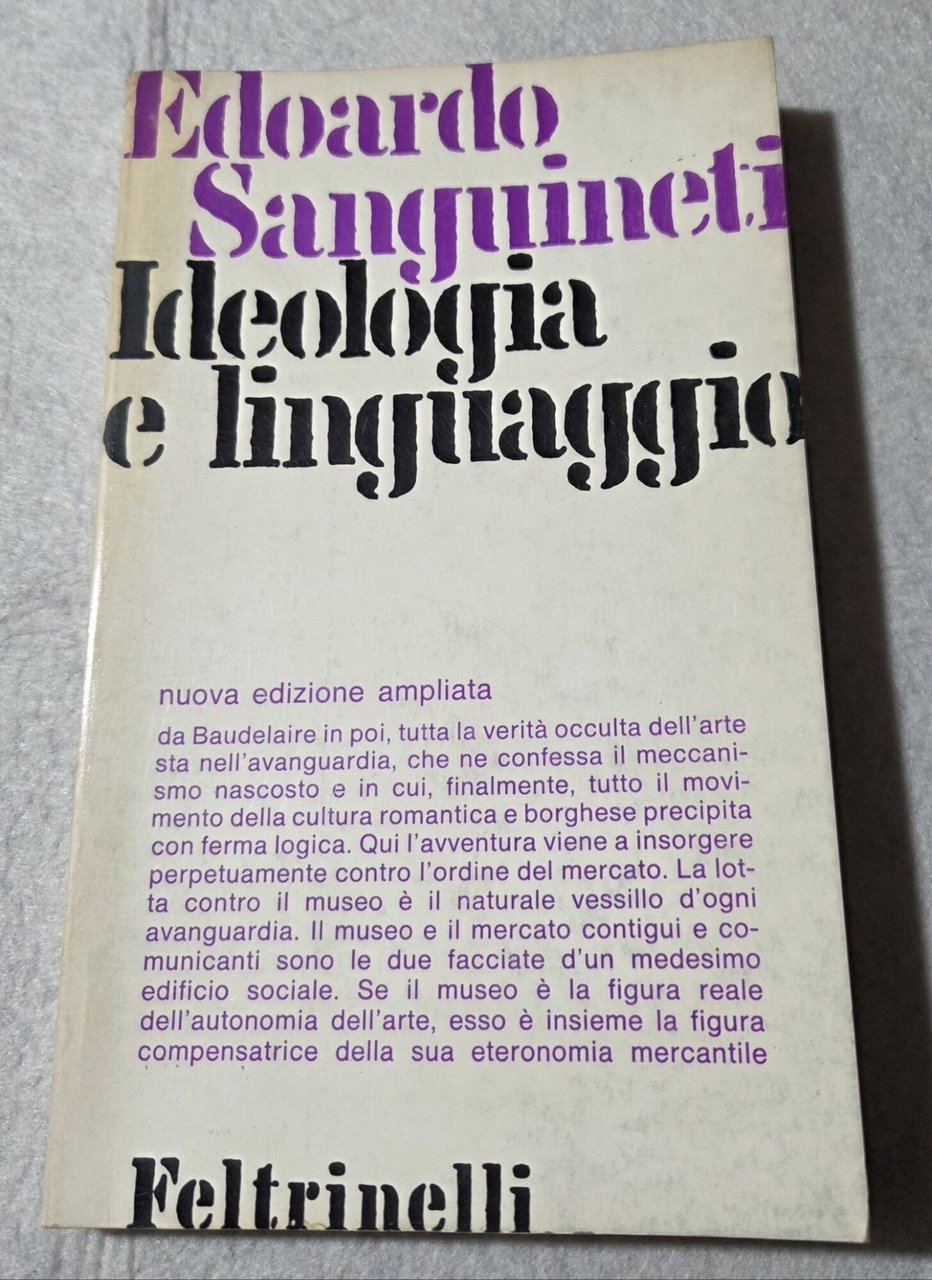 Edoardo
Sanguineti
Ideologia
e linguaggio
nuova edizione ampliata
da Baudelaire in poi, tutta la verità occulta dell'arte
sta nell'avanguardia, che ne confessa il meccani-
smo nascosto e in cui, finalmente, tutto il movi-
mento della cultura romantica e borghese precipita
con ferma logica. Qui l'avventura viene a insorgere
perpetuamente contro l'ordine del mercato. La lot-
ta contro il museo è il naturale vessillo d'ogni
avanguardia. Il museo e il mercato contigui e co-
municanti sono le due facciate d'un medesimo
edificio sociale. Se il museo è la figura reale
dell'autonomia dell'arte, esso è insieme la figura
compensatrice della sua eteronomia mercantile
Feltrinelli